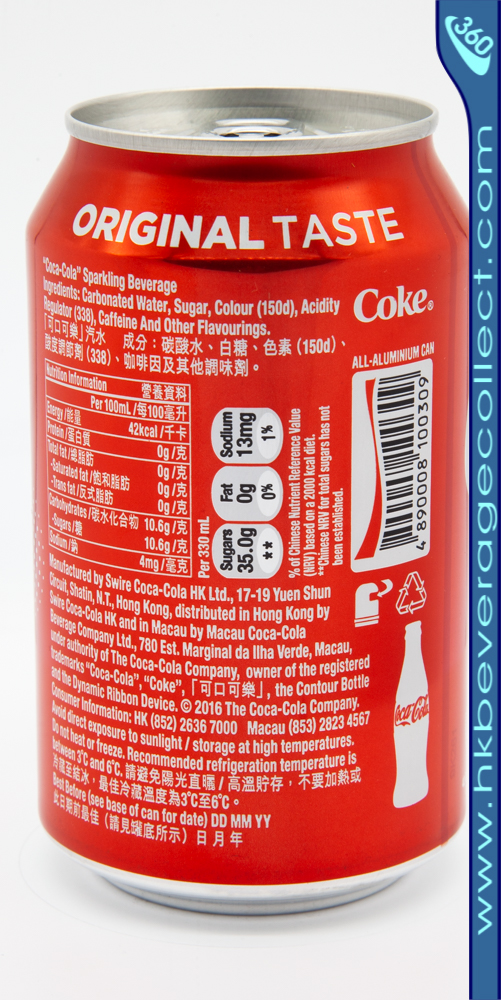 360
www.hkbeveragecollect.com
ORIGINAL TASTE
"Coca-Cola" Sparkling Beverage
Ingredients: Carbonated Water, Sugar, Colour (150d), Acidity
Regulator (338), Caffeine And Other Flavourings.
「可口可樂」汽水 成分：碳酸水、白糖、色素 (150d)、
酸度調節劑 (338)、咖啡因及其他調味劑。
Coke®
ALL-ALUMINIUM CAN
4 890008 100309
Nutrition Information 營養資料
Per 100mL /每100毫升
Energy/能量 42kcal /千卡
Protein/蛋白質 0g /克
Total fat/總脂肪 0g /克
-Saturated fat/飽和脂肪 0g /克
-Trans fat/反式脂肪 0g /克
Carbohydrates/碳水化合物 10.6g /克
-Sugars/糖 10.6g /克
Sodium/鈉 4mg /毫克
Per 330 mL
Sugars 35.0g **
Fat 0g 0%
Sodium 13mg 1%
% of Chinese Nutrient Reference Value
(NRV) based on a 2000 kcal diet.
**Chinese NRV for total sugars has not
been established.
Manufactured by Swire Coca-Cola HK Ltd., 17-19 Yuen Shun
Circuit, Shatin, N.T., Hong Kong, distributed in Hong Kong by
Swire Coca-Cola HK and in Macau by Macau Coca-Cola
Beverage Company Ltd., 780 Est. Marginal da Ilha Verde, Macau,
under authority of The Coca-Cola Company, owner of the registered
trademarks "Coca-Cola", "Coke", 「可口可樂」, the Contour Bottle
and the Dynamic Ribbon Device. © 2016 The Coca-Cola Company.
Consumer Information: HK (852) 2636 7000 Macau (853) 2823 4567
Avoid direct exposure to sunlight / storage at high temperatures.
Do not heat or freeze. Recommended refrigeration temperature is
between 3°C and 6°C. 請避免陽光直曬 / 高溫貯存，不要加熱或
冷藏至結冰，最佳冷藏溫度為3°C至6°C。
Best Before (see base of can for date) DD MM YY
此日期前最佳（請見罐底所示）日月年
Coca-Cola